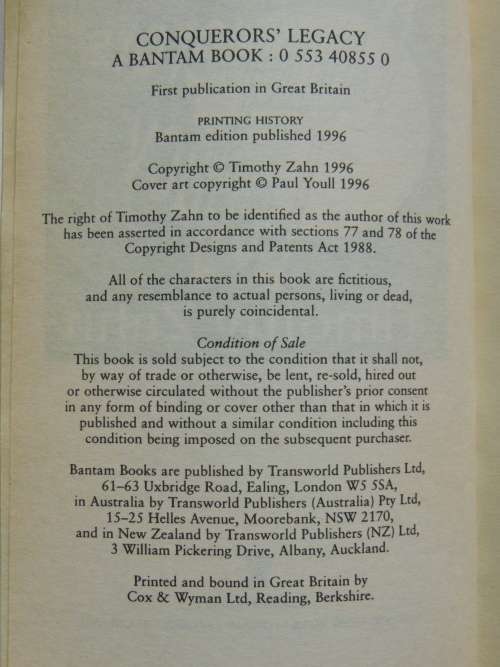 CONQUERORS' LEGACY
A BANTAM BOOK : 0 553 40855 0
First publication in Great Britain
PRINTING HISTORY
Bantam edition published 1996
Copyright © Timothy Zahn 1996
Cover art copyright © Paul Youll 1996
The right of Timothy Zahn to be identified as the author of this work
has been asserted in accordance with sections 77 and 78 of the
Copyright Designs and Patents Act 1988.
All of the characters in this book are fictitious,
and any resemblance to actual persons, living or dead,
is purely coincidental.
Condition of Sale
This book is sold subject to the condition that it shall not,
by way of trade or otherwise, be lent, re-sold, hired out
or otherwise circulated without the publisher's prior consent
in any form of binding or cover other than that in which it is
published and without a similar condition including this
condition being imposed on the subsequent purchaser.
Bantam Books are published by Transworld Publishers Ltd,
61–63 Uxbridge Road, Ealing, London W5 5SA,
in Australia by Transworld Publishers (Australia) Pty Ltd,
15–25 Helles Avenue, Moorebank, NSW 2170,
and in New Zealand by Transworld Publishers (NZ) Ltd,
3 William Pickering Drive, Albany, Auckland.
Printed and bound in Great Britain by
Cox & Wyman Ltd, Reading, Berkshire.